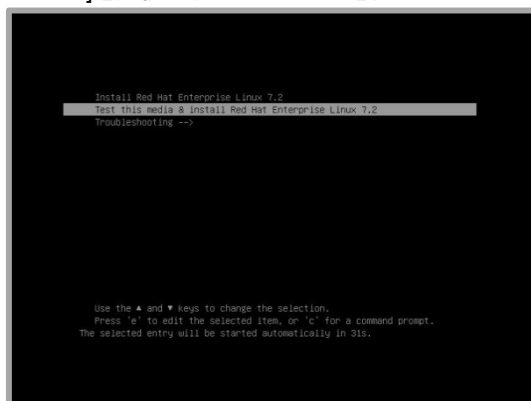 Install Red Hat Enterprise Linux 7.2
Test this media & install Red Hat Enterprise Linux 7.2
Troubleshooting -->
Use the ▲ and ▼ keys to change the selection.
Press 'e' to edit the selected item, or 'c' for a command prompt.
The selected entry will be started automatically in 31s.